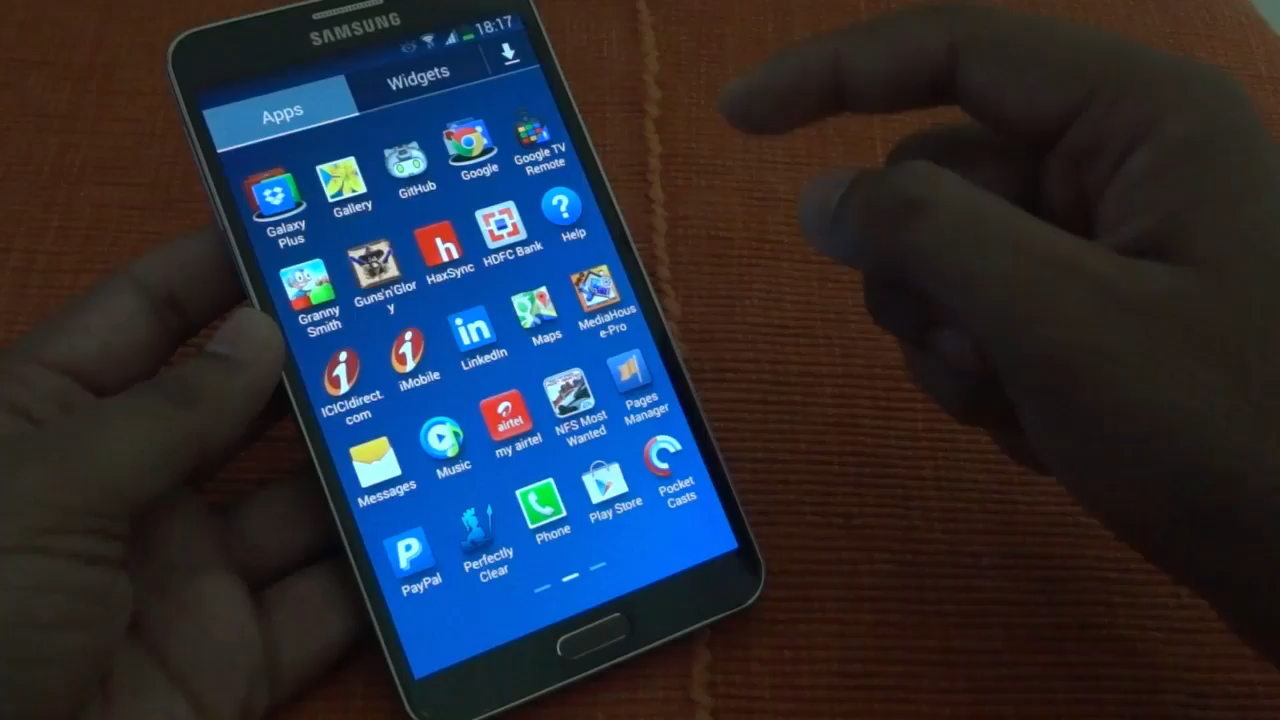 SAMSUNG
18:17
Apps
Widgets
Galaxy
Plus
Gallery
GitHub
Google
Google TV
Remote
Granny
Smith
Guns'n'Glor
y
h
HaxSync
HDFC Bank
?
Help
i
ICICIdirect.
com
i
iMobile
in
LinkedIn
Maps
MediaHous
e-Pro
Messages
Music
airtel
my airtel
NFS Most
Wanted
Pages
Manager
P
PayPal
Perfectly
Clear
Phone
Play Store
Pocket
Casts